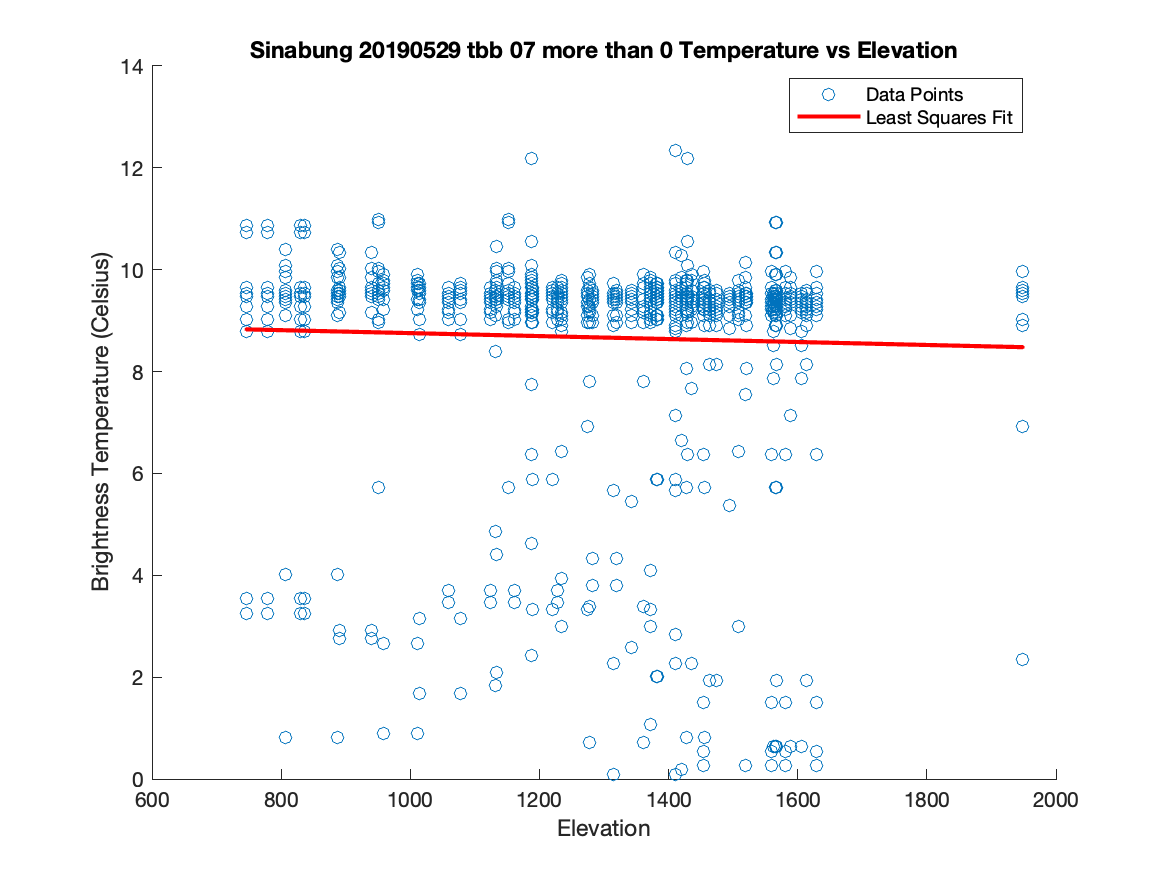 Sinabung 20190529 tbb 07 more than 0 Temperature vs Elevation
Data Points
Least Squares Fit
Brightness Temperature (Celsius)
14
12
10
8
6
4
2
0
600 800 1000 1200 1400 1600 1800 2000
Elevation